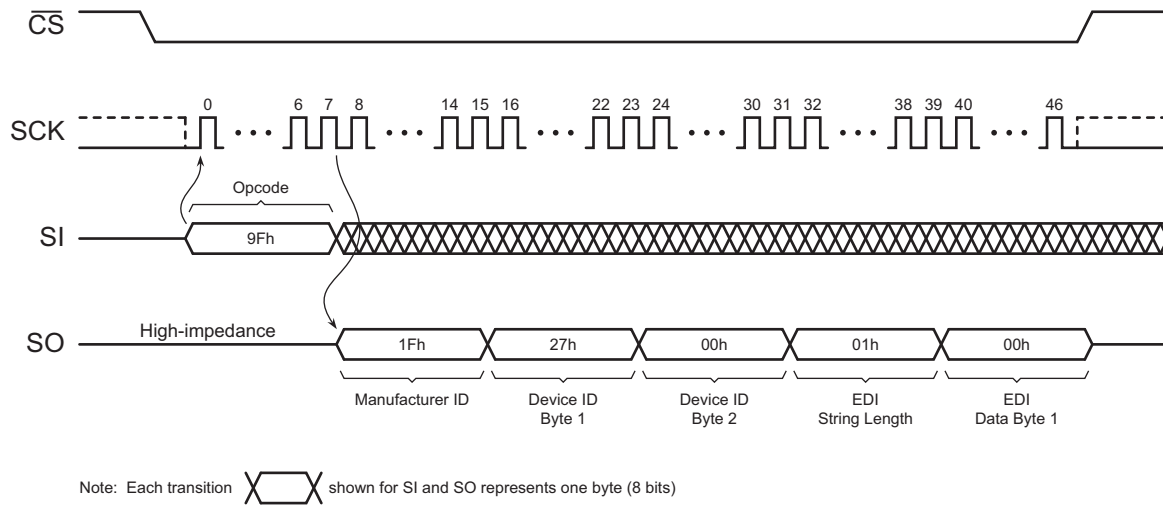 CS
0 6 7 8 14 15 16 22 23 24 30 31 32 38 39 40 46
SCK
Opcode
SI 9Fh
High-impedance
SO 1Fh 27h 00h 01h 00h
Manufacturer ID Device ID Device ID EDI EDI
Byte 1 Byte 2 String Length Data Byte 1
Note: Each transition shown for SI and SO represents one byte (8 bits)